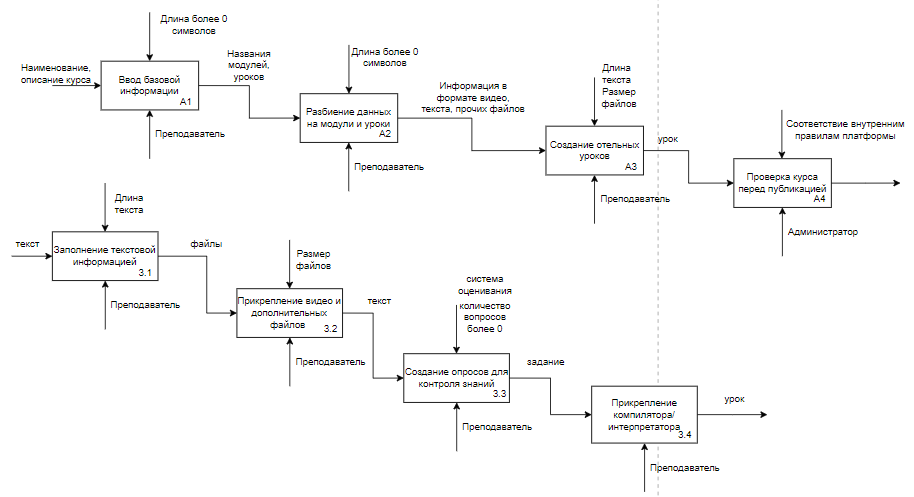 Длина более 0
символов
Наименование,
описание курса
Ввод базовой
информации
A1
Преподаватель
Названия
модулей,
уроков
Длина более 0
символов
Разбиение данных
на модули и уроки
A2
Преподаватель
Информация в
формате видео,
текста, прочих файлов
Длина
текста
Размер
файлов
Создание отельных
уроков
A3
Преподаватель
урок
Соответствие внутренним
правилам платформы
Проверка курса
перед публикацией
A4
Администратор
Длина
текста
текст
Заполнение текстовой
информацией
3.1
Преподаватель
файлы
Размер
файлов
Прикрепление видео и
дополнительных
файлов
3.2
Преподаватель
текст
система
оценивания
количество
вопросов
более 0
Создание опросов для
контроля знаний
3.3
Преподаватель
задание
Прикрепление
компилятора/
интерпретатора
3.4
Преподаватель
урок